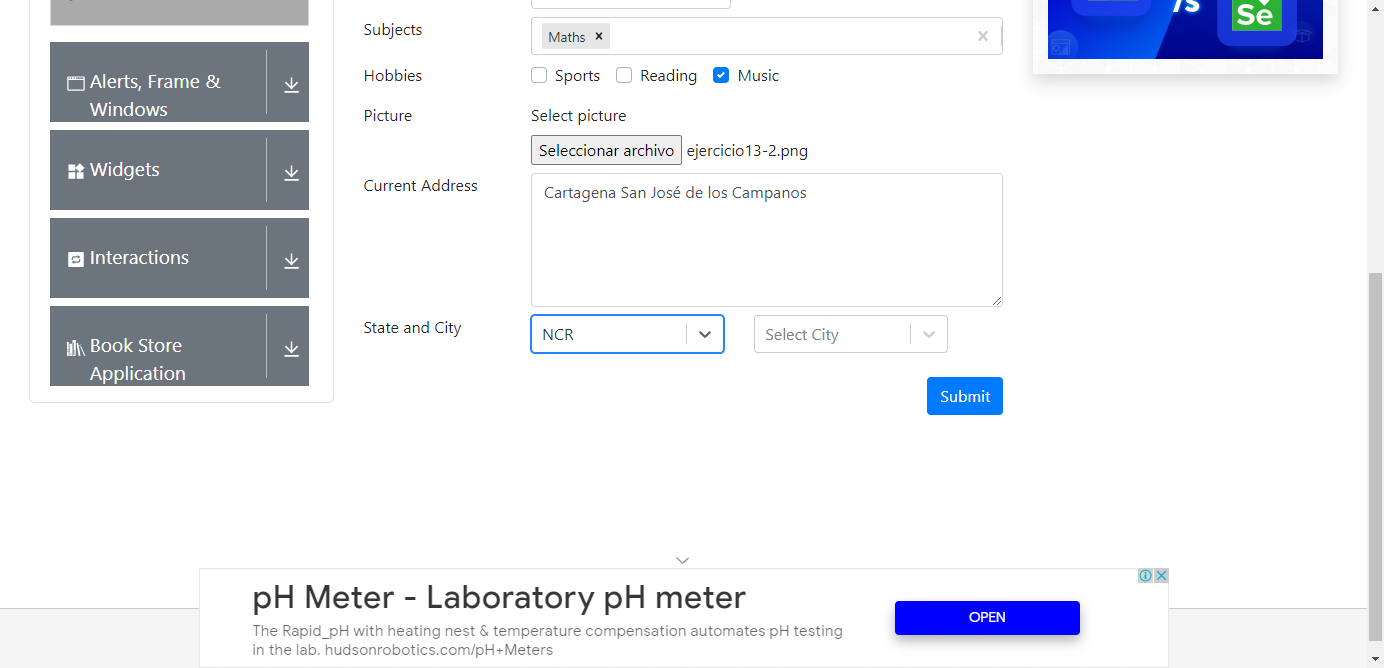 Subjects
Maths ×
×
Hobbies
Sports Reading Music
Picture
Select picture
Seleccionar archivo ejercicio13-2.png
Current Address
Cartagena San José de los Campanos
State and City
NCR
Select City
Submit
Alerts, Frame &
Windows
Widgets
Interactions
Book Store
Application
Se
pH Meter - Laboratory pH meter
The Rapid_pH with heating nest & temperature compensation automates pH testing
in the lab. hudsonrobotics.com/pH+Meters
OPEN